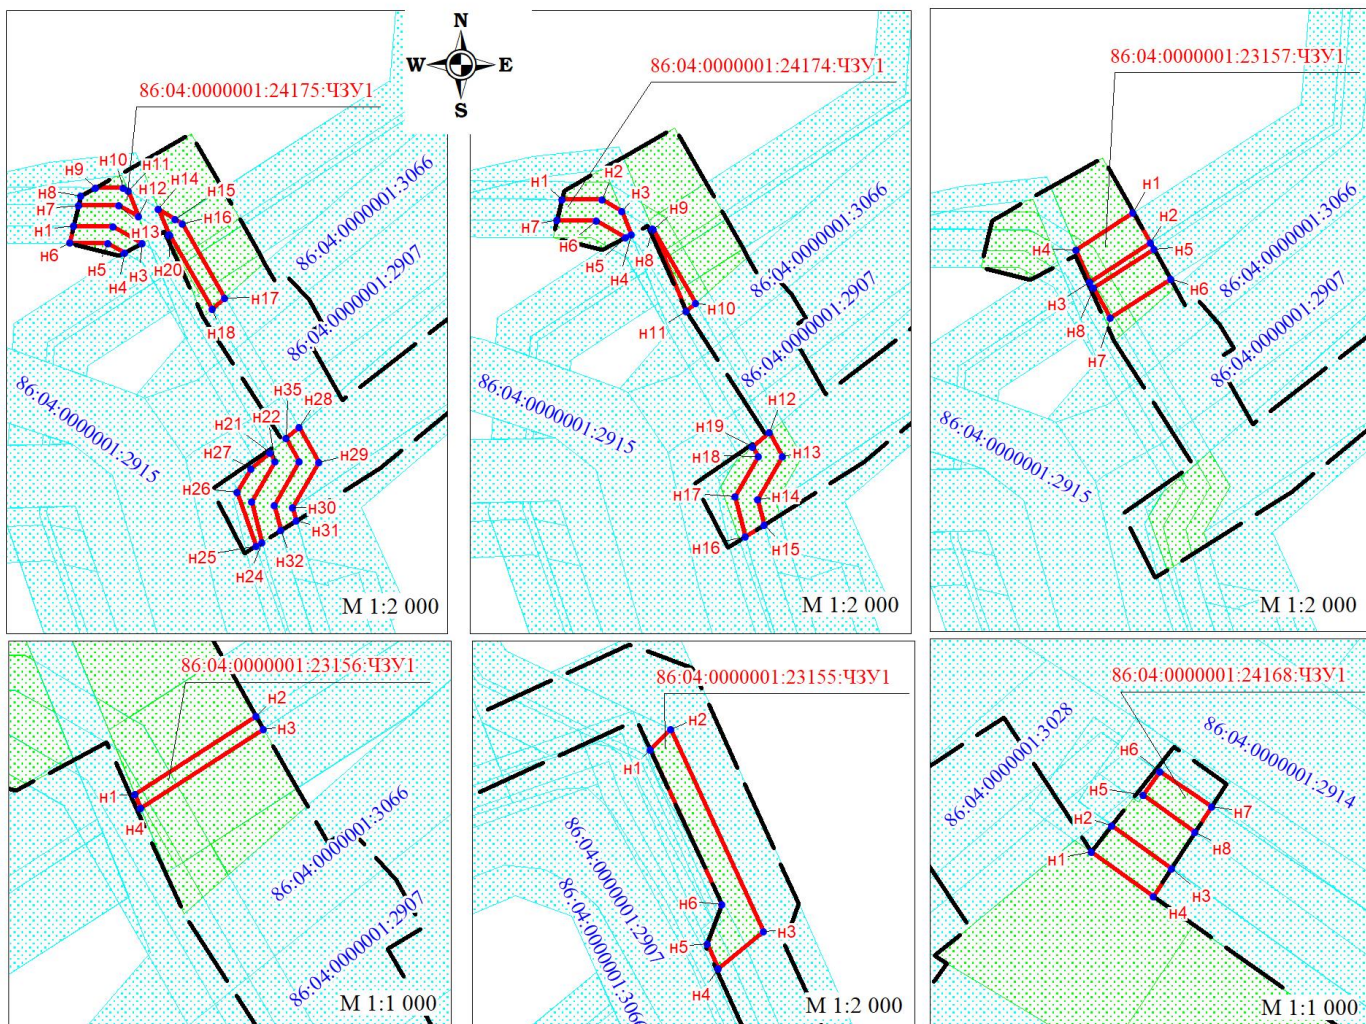 N
W E
S
86:04:0000001:24175:ЧЗУ1
н10
н11
н9
н8
н12
н14
н15
н7
н16
н1
н13
н6
н5
н3
н20
н4
н17
н18
86:04:0000001:3066
86:04:0000001:2907
86:04:0000001:2915
н35
н28
н22
н21
н27
н29
н26
н30
н31
н25
н32
н24
М 1:2 000
86:04:0000001:24174:ЧЗУ1
н1
н2
н3
н9
н7
н6
н8
н5
н4
н10
н11
86:04:0000001:3066
86:04:0000001:2907
86:04:0000001:2915
н12
н19
н18
н13
н17
н14
н16
н15
М 1:2 000
86:04:0000001:23157:ЧЗУ1
н1
н2
н4
н5
н3
н6
н8
н7
86:04:0000001:3066
86:04:0000001:2907
86:04:0000001:2915
М 1:2 000
86:04:0000001:23156:ЧЗУ1
н2
н3
н1
н4
86:04:0000001:3066
86:04:0000001:2907
М 1:1 000
86:04:0000001:23155:ЧЗУ1
н2
н1
н6
н3
н5
н4
86:04:0000001:2907
86:04:0000001:3066
М 1:2 000
86:04:0000001:24168:ЧЗУ1
86:04:0000001:3028
86:04:0000001:2914
н6
н5
н7
н2
н8
н1
н3
н4
М 1:1 000